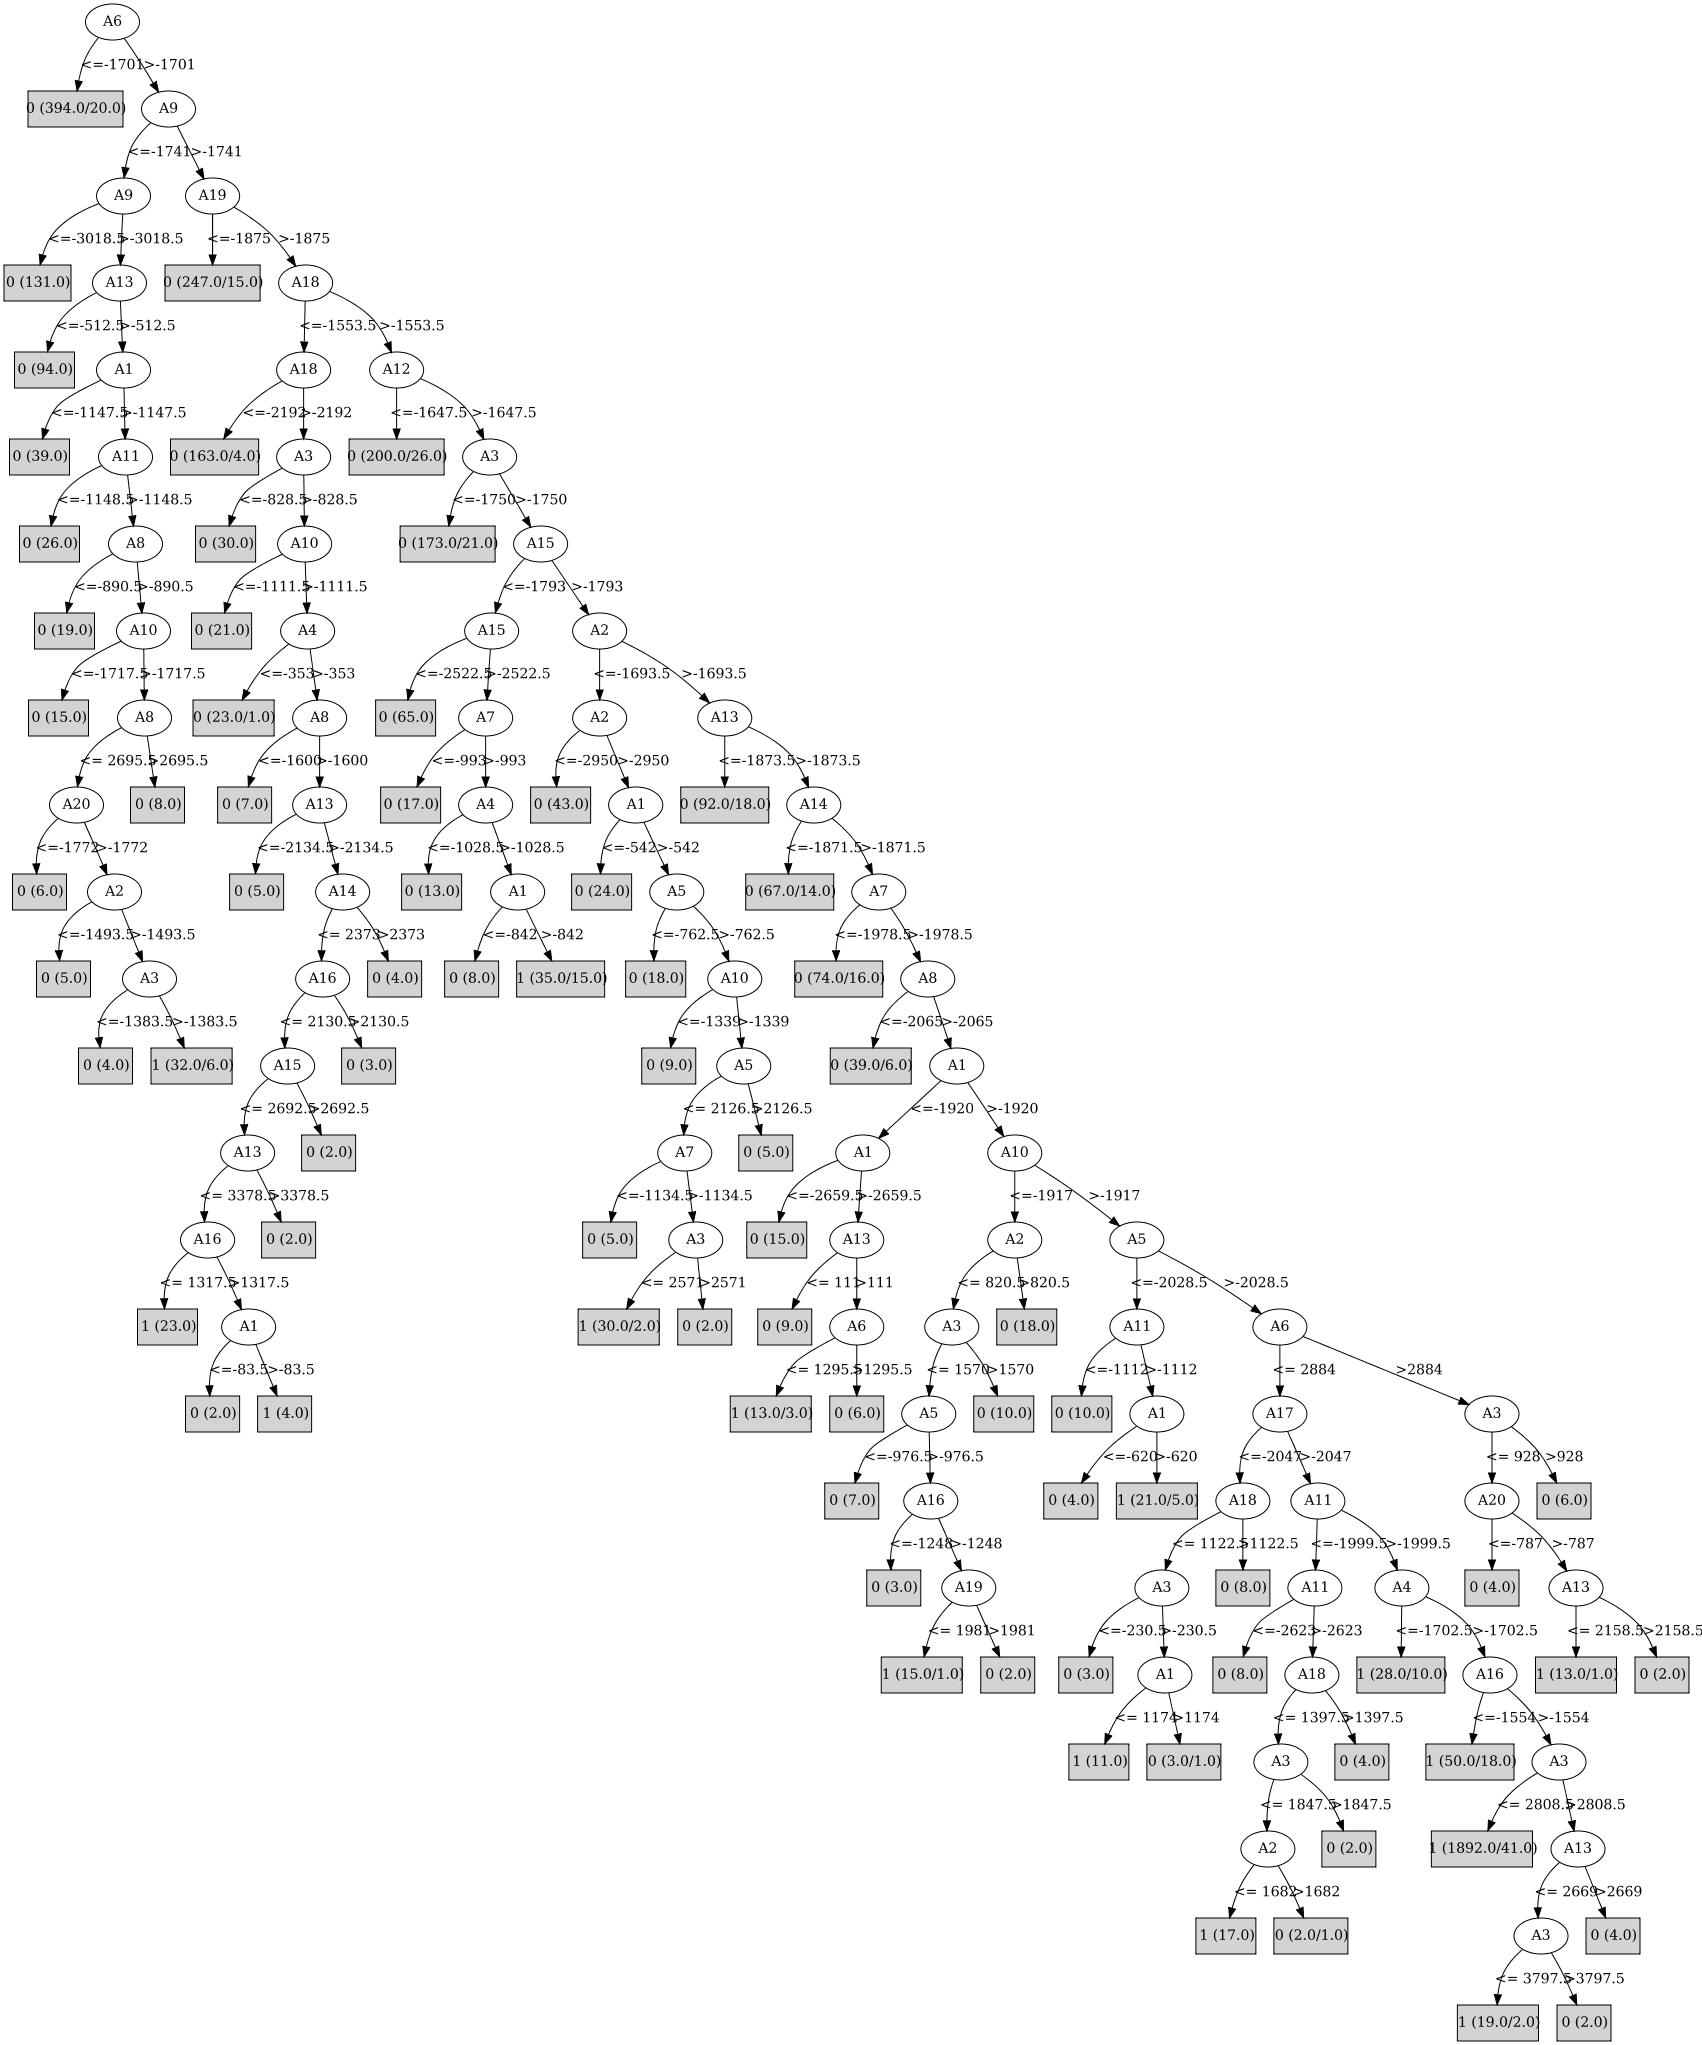 A6
<=-1701 >-1701
0 (394.0/20.0) A9
<=-1741 >-1741
A9 A19
<=-3018.5 >-3018.5 <=-1875 >-1875
0 (131.0) A13 0 (247.0/15.0) A18
<=-512.5 >-512.5 <=-1553.5 >-1553.5
0 (94.0) A1 A18 A12
<=-1147.5 >-1147.5 <=-2192 >-2192 <=-1647.5 >-1647.5
0 (39.0) A11 0 (163.0/4.0) A3 0 (200.0/26.0) A3
<=-1148.5 >-1148.5 <=-828.5 >-828.5 <=-1750 >-1750
0 (26.0) A8 0 (30.0) A10 0 (173.0/21.0) A15
<=-890.5 >-890.5 <=-1111.5 >-1111.5 <=-1793 >-1793
0 (19.0) A10 0 (21.0) A4 A15 A2
<=-1717.5 >-1717.5 <=-353 >-353 <=-2522.5 >-2522.5 <=-1693.5 >-1693.5
0 (15.0) A8 0 (23.0/1.0) A8 0 (65.0) A7 A2 A13
<= 2695.5 >2695.5 <=-1600 >-1600 <=-993 >-993 <=-2950 >-2950 <=-1873.5 >-1873.5
A20 0 (8.0) 0 (7.0) A13 0 (17.0) A4 0 (43.0) A1 0 (92.0/18.0) A14
<=-1772 >-1772 <=-2134.5 >-2134.5 <=-1028.5 >-1028.5 <=-542 >-542 <=-1871.5 >-1871.5
0 (6.0) A2 0 (5.0) A14 0 (13.0) A1 0 (24.0) A5 0 (67.0/14.0) A7
<=-1493.5 >-1493.5 <= 2373 >2373 <=-842 >-842 <=-762.5 >-762.5 <=-1978.5 >-1978.5
0 (5.0) A3 A16 0 (4.0) 0 (8.0) 1 (35.0/15.0) 0 (18.0) A10 0 (74.0/16.0) A8
<=-1383.5 >-1383.5 <= 2130.5 >2130.5 <=-1339 >-1339 <=-2065 >-2065
0 (4.0) 1 (32.0/6.0) A15 0 (3.0) 0 (9.0) A5 0 (39.0/6.0) A1
<= 2692.5 >2692.5 <= 2126.5 >2126.5 <=-1920 >-1920
A13 0 (2.0) A7 0 (5.0) A1 A10
<= 3378.5 >3378.5 <=-1134.5 >-1134.5 <=-2659.5 >-2659.5 <=-1917 >-1917
A16 0 (2.0) 0 (5.0) A3 0 (15.0) A13 A2 A5
<= 1317.5 >1317.5 <= 2571 >2571 <= 111 >111 <= 820.5 >820.5 <=-2028.5 >-2028.5
1 (23.0) A1 1 (30.0/2.0) 0 (2.0) 0 (9.0) A6 A3 0 (18.0) A11 A6
<=-83.5 >-83.5 <= 1295.5 >1295.5 <= 1570 >1570 <=-1112 >-1112 <= 2884 >2884
0 (2.0) 1 (4.0) 1 (13.0/3.0) 0 (6.0) A5 0 (10.0) 0 (10.0) A1 A17 A3
<=-976.5 >-976.5 <=-620 >-620 <=-2047 >-2047 <= 928 >928
0 (7.0) A16 0 (4.0) 1 (21.0/5.0) A18 A11 A20 0 (6.0)
<=-1248 >-1248 <= 1122.5 >1122.5 <=-1999.5 >-1999.5 <=-787 >-787
0 (3.0) A19 A3 0 (8.0) A11 A4 0 (4.0) A13
<= 1981 >1981 <=-230.5 >-230.5 <=-2623 >-2623 <=-1702.5 >-1702.5 <= 2158.5 >2158.5
1 (15.0/1.0) 0 (2.0) 0 (3.0) A1 0 (8.0) A18 1 (28.0/10.0) A16 1 (13.0/1.0) 0 (2.0)
<= 1174 >1174 <= 1397.5 >1397.5 <=-1554 >-1554
1 (11.0) 0 (3.0/1.0) A3 0 (4.0) 1 (50.0/18.0) A3
<= 1847.5 >1847.5 <= 2808.5 >2808.5
A2 0 (2.0) 1 (1892.0/41.0) A13
<= 1682 >1682 <= 2669 >2669
1 (17.0) 0 (2.0/1.0) A3 0 (4.0)
<= 3797.5 >3797.5
1 (19.0/2.0) 0 (2.0)